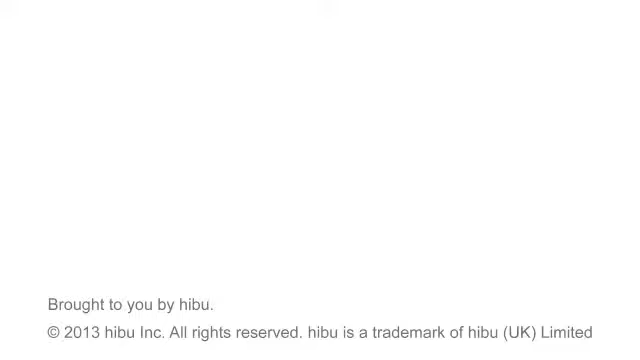 Brought to you by hibu.
© 2013 hibu Inc. All rights reserved. hibu is a trademark of hibu (UK) Limited